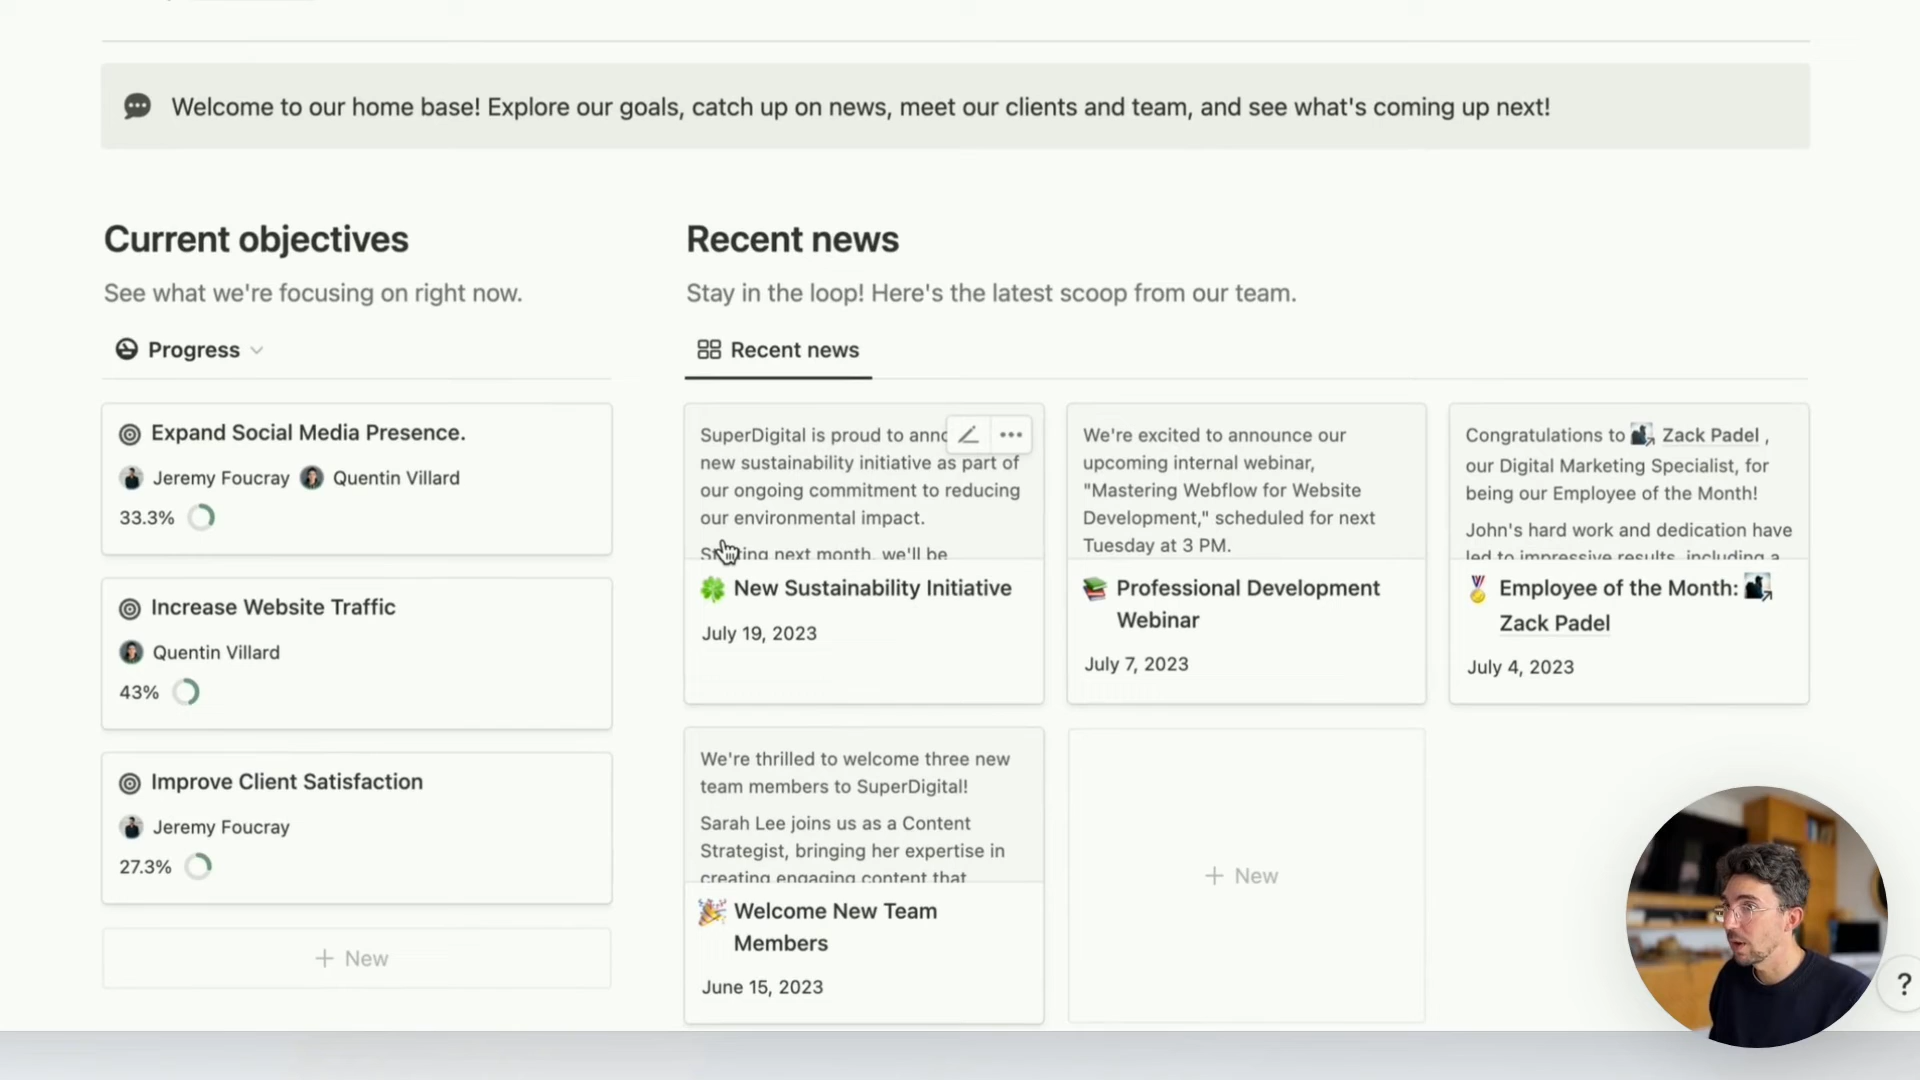 Welcome to our home base! Explore our goals, catch up on news, meet our clients and team, and see what's coming up next!
Current objectives
See what we're focusing on right now.
Progress
Expand Social Media Presence.
Jeremy Foucray Quentin Villard
33.3%
Increase Website Traffic
Quentin Villard
43%
Improve Client Satisfaction
Jeremy Foucray
27.3%
+ New
Recent news
Stay in the loop! Here's the latest scoop from our team.
Recent news
SuperDigital is proud to
new sustainability initiative as part of
our ongoing commitment to reducing
our environmental impact.
next month, we'll be
New Sustainability Initiative
July 19, 2023
We're excited to announce our
upcoming internal webinar,
"Mastering Webflow for Website
Development," scheduled for next
Tuesday at 3 PM.
Professional Development
Webinar
July 7, 2023
Congratulations to Zack Padel ,
our Digital Marketing Specialist, for
being our Employee of the Month!
John's hard work and dedication have
led to impressive results, including a
Employee of the Month:
Zack Padel
July 4, 2023
We're thrilled to welcome three new
team members to SuperDigital!
Sarah Lee joins us as a Content
Strategist, bringing her expertise in
creating engaging content that
Welcome New Team
Members
June 15, 2023
+ New
?